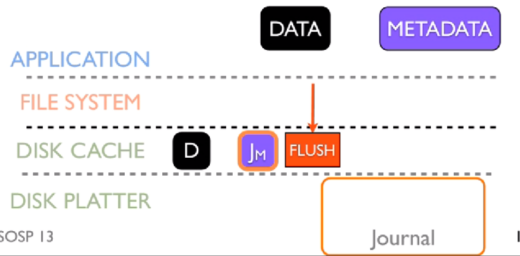 DATA METADATA
APPLICATION
FILE SYSTEM
DISK CACHE D JM FLUSH
DISK PLATTER
SOSP 13 Journal